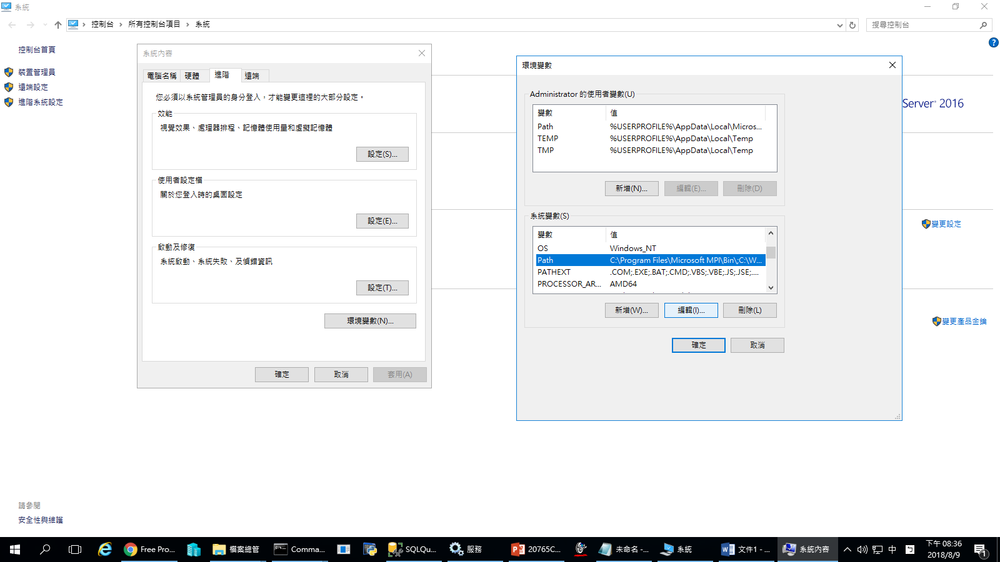 系統
控制台 所有控制台項目 系統
搜尋控制台
控制台首頁
裝置管理員
遠端設定
進階系統設定
系統內容
電腦名稱 硬體 進階 遠端
您必須以系統管理員的身分登入，才能變更這裡的大部分設定。
效能
視覺效果、處理器排程、記憶體使用量和虛擬記憶體
設定(S)...
使用者設定檔
關於您登入時的桌面設定
設定(E)...
啟動及修復
系統啟動、系統失敗、及偵錯資訊
設定(T)...
環境變數(N)...
確定 取消 套用(A)
環境變數
Administrator 的使用者變數(U)
變數 值
Path %USERPROFILE%\AppData\Local\Micros...
TEMP %USERPROFILE%\AppData\Local\Temp
TMP %USERPROFILE%\AppData\Local\Temp
新增(N)... 編輯(E)... 刪除(D)
系統變數(S)
變數 值
OS Windows_NT
Path C:\Program Files\Microsoft MPI\Bin\;C:\W...
PATHEXT .COM;.EXE;.BAT;.CMD;.VBS;.VBE;.JS;.JSE;....
PROCESSOR_AR... AMD64
新增(W)... 編輯(I)... 刪除(L)
確定 取消
Server® 2016
變更設定
變更產品金鑰
請參閱
安全性與維護
Free Pro... 檔案總管 Comma... SQLQu... 服務 20765C... 未命名 -... 系統 文件1 - ... 系統內容
中
下午 08:36
2018/8/9
1